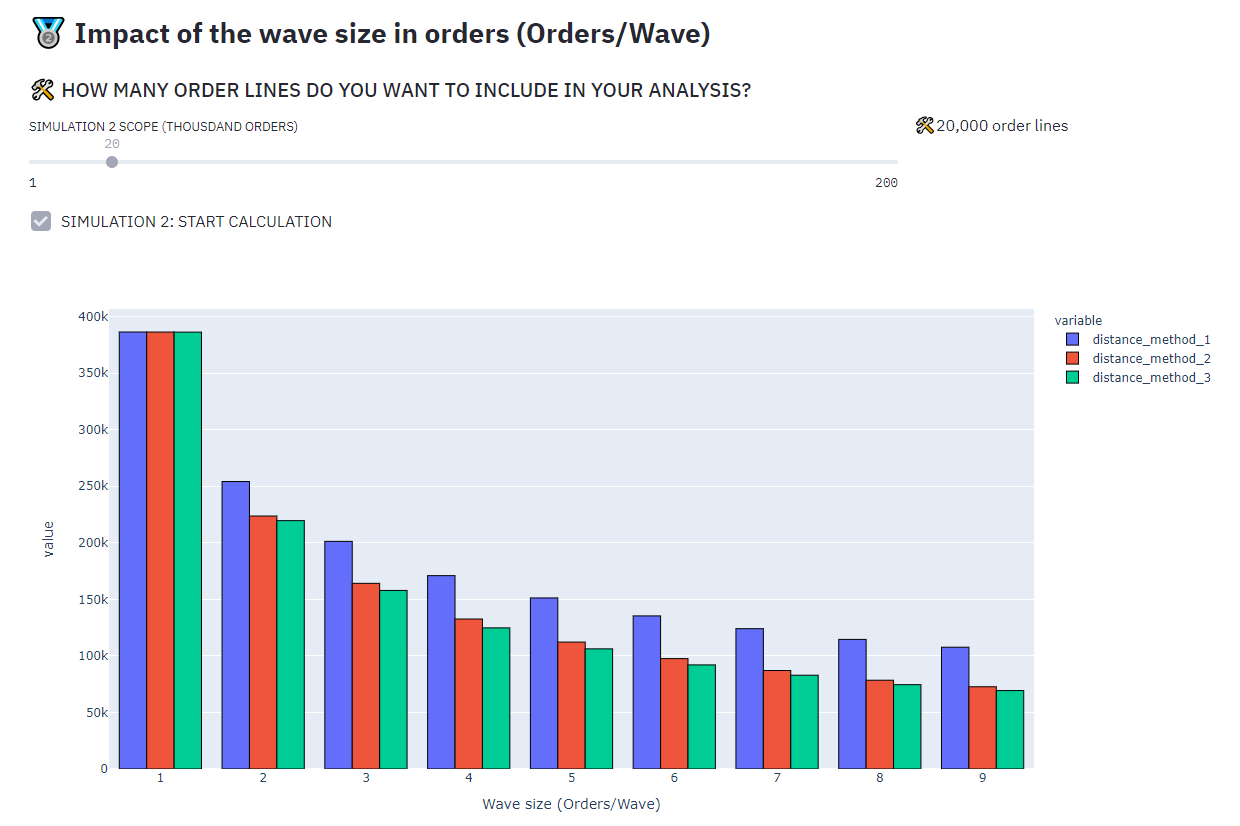 Impact of the wave size in orders (Orders/Wave)
HOW MANY ORDER LINES DO YOU WANT TO INCLUDE IN YOUR ANALYSIS?
SIMULATION 2 SCOPE (THOUSDAND ORDERS)
20
1
200
20,000 order lines
SIMULATION 2: START CALCULATION
400k
350k
300k
250k
200k
150k
100k
50k
0
value
1 2 3 4 5 6 7 8 9
Wave size (Orders/Wave)
variable
distance_method_1
distance_method_2
distance_method_3